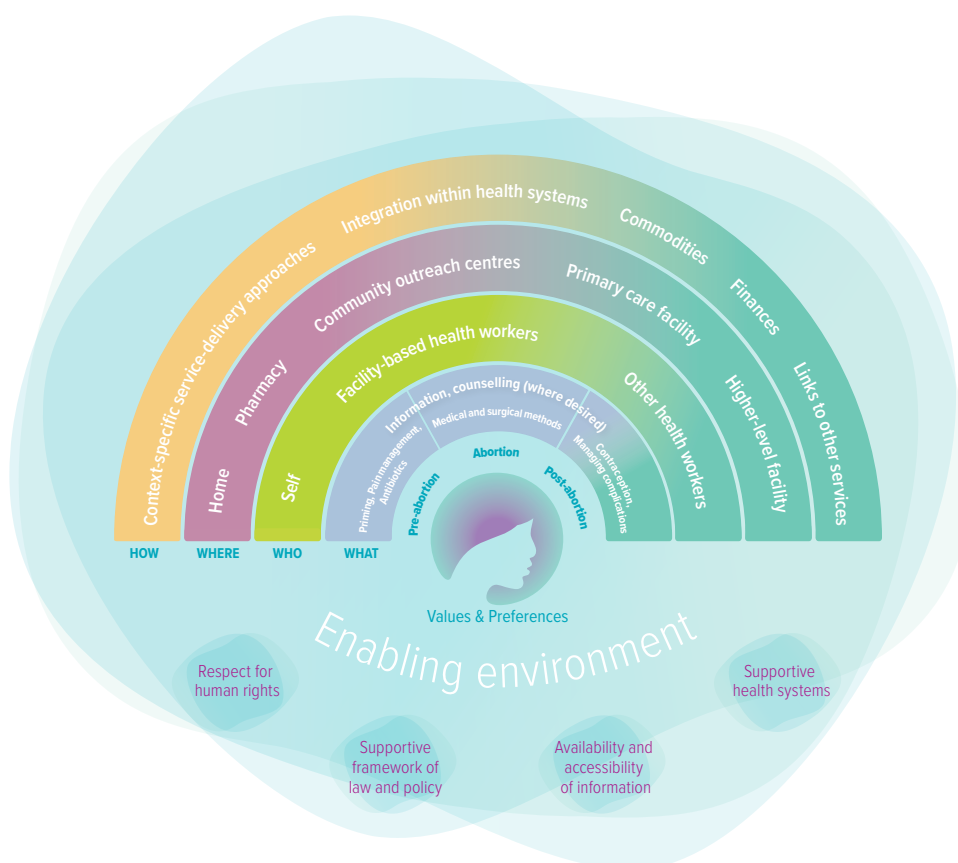 Context-specific service-delivery approaches
Integration within health systems
Commodities
Finances
Links to other services
Home
Pharmacy
Community outreach centres
Primary care facility
Higher-level facility
Self
Facility-based health workers
Other health workers
Information, counselling (where desired)
Priming, Pain management,
Antibiotics
Medical and surgical methods
Contraception,
Managing complications
Pre-abortion
Abortion
Post-abortion
HOW
WHERE
WHO
WHAT
Values & Preferences
Enabling environment
Respect for
human rights
Supportive
framework of
law and policy
Availability and
accessibility
of information
Supportive
health systems